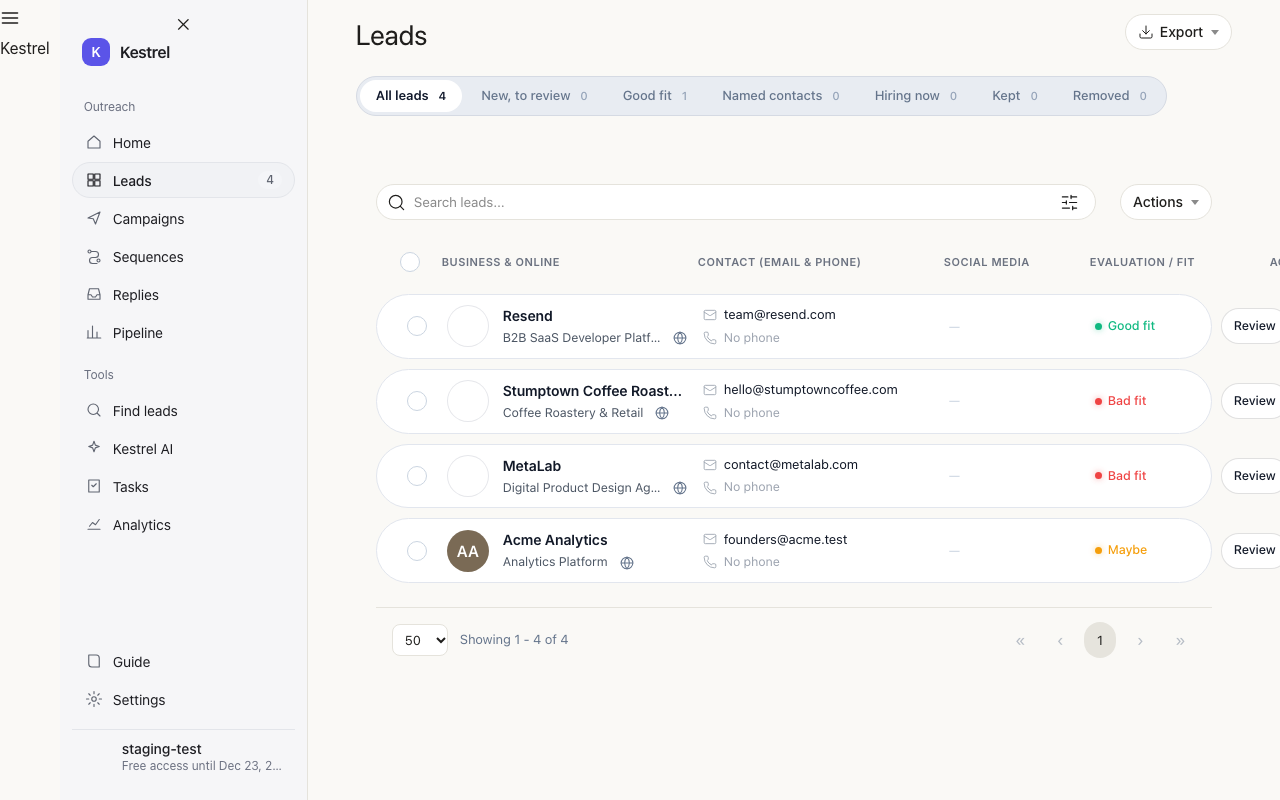 Kestrel
K
Kestrel
Outreach
Home
Leads 4
Campaigns
Sequences
Replies
Pipeline
Tools
Find leads
Kestrel AI
Tasks
Analytics
Guide
Settings
staging-test
Free access until Dec 23, 2...
Leads
Export
All leads 4 New, to review 0 Good fit 1 Named contacts 0 Hiring now 0 Kept 0 Removed 0
Search leads...
Actions
BUSINESS & ONLINE CONTACT (EMAIL & PHONE) SOCIAL MEDIA EVALUATION / FIT
Resend team@resend.com
B2B SaaS Developer Platf... No phone
— Good fit Review
Stumptown Coffee Roast... hello@stumptowncoffee.com
Coffee Roastery & Retail No phone
— Bad fit Review
MetaLab contact@metalab.com
Digital Product Design Ag... No phone
— Bad fit Review
AA
Acme Analytics founders@acme.test
Analytics Platform No phone
— Maybe Review
50 Showing 1 - 4 of 4 « ‹ 1 › »